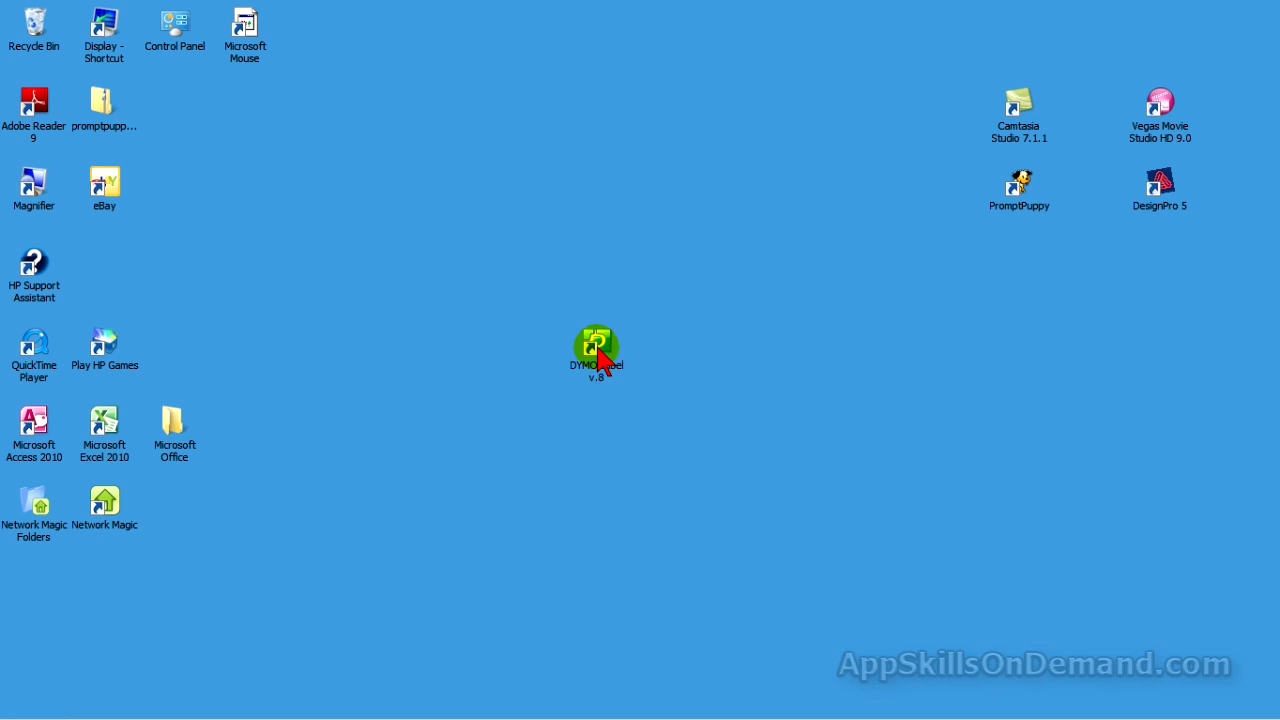 Recycle Bin
Display -
Shortcut
Control Panel
Microsoft
Mouse
Adobe Reader
9
promptpupp...
Camtasia
Studio 7.1.1
Vegas Movie
Studio HD 9.0
Magnifier
eBay
PromptPuppy
DesignPro 5
HP Support
Assistant
QuickTime
Player
Play HP Games
DYMO Label
v.8
Microsoft
Access 2010
Microsoft
Excel 2010
Microsoft
Office
Network Magic
Folders
Network Magic
AppSkillsOnDemand.com